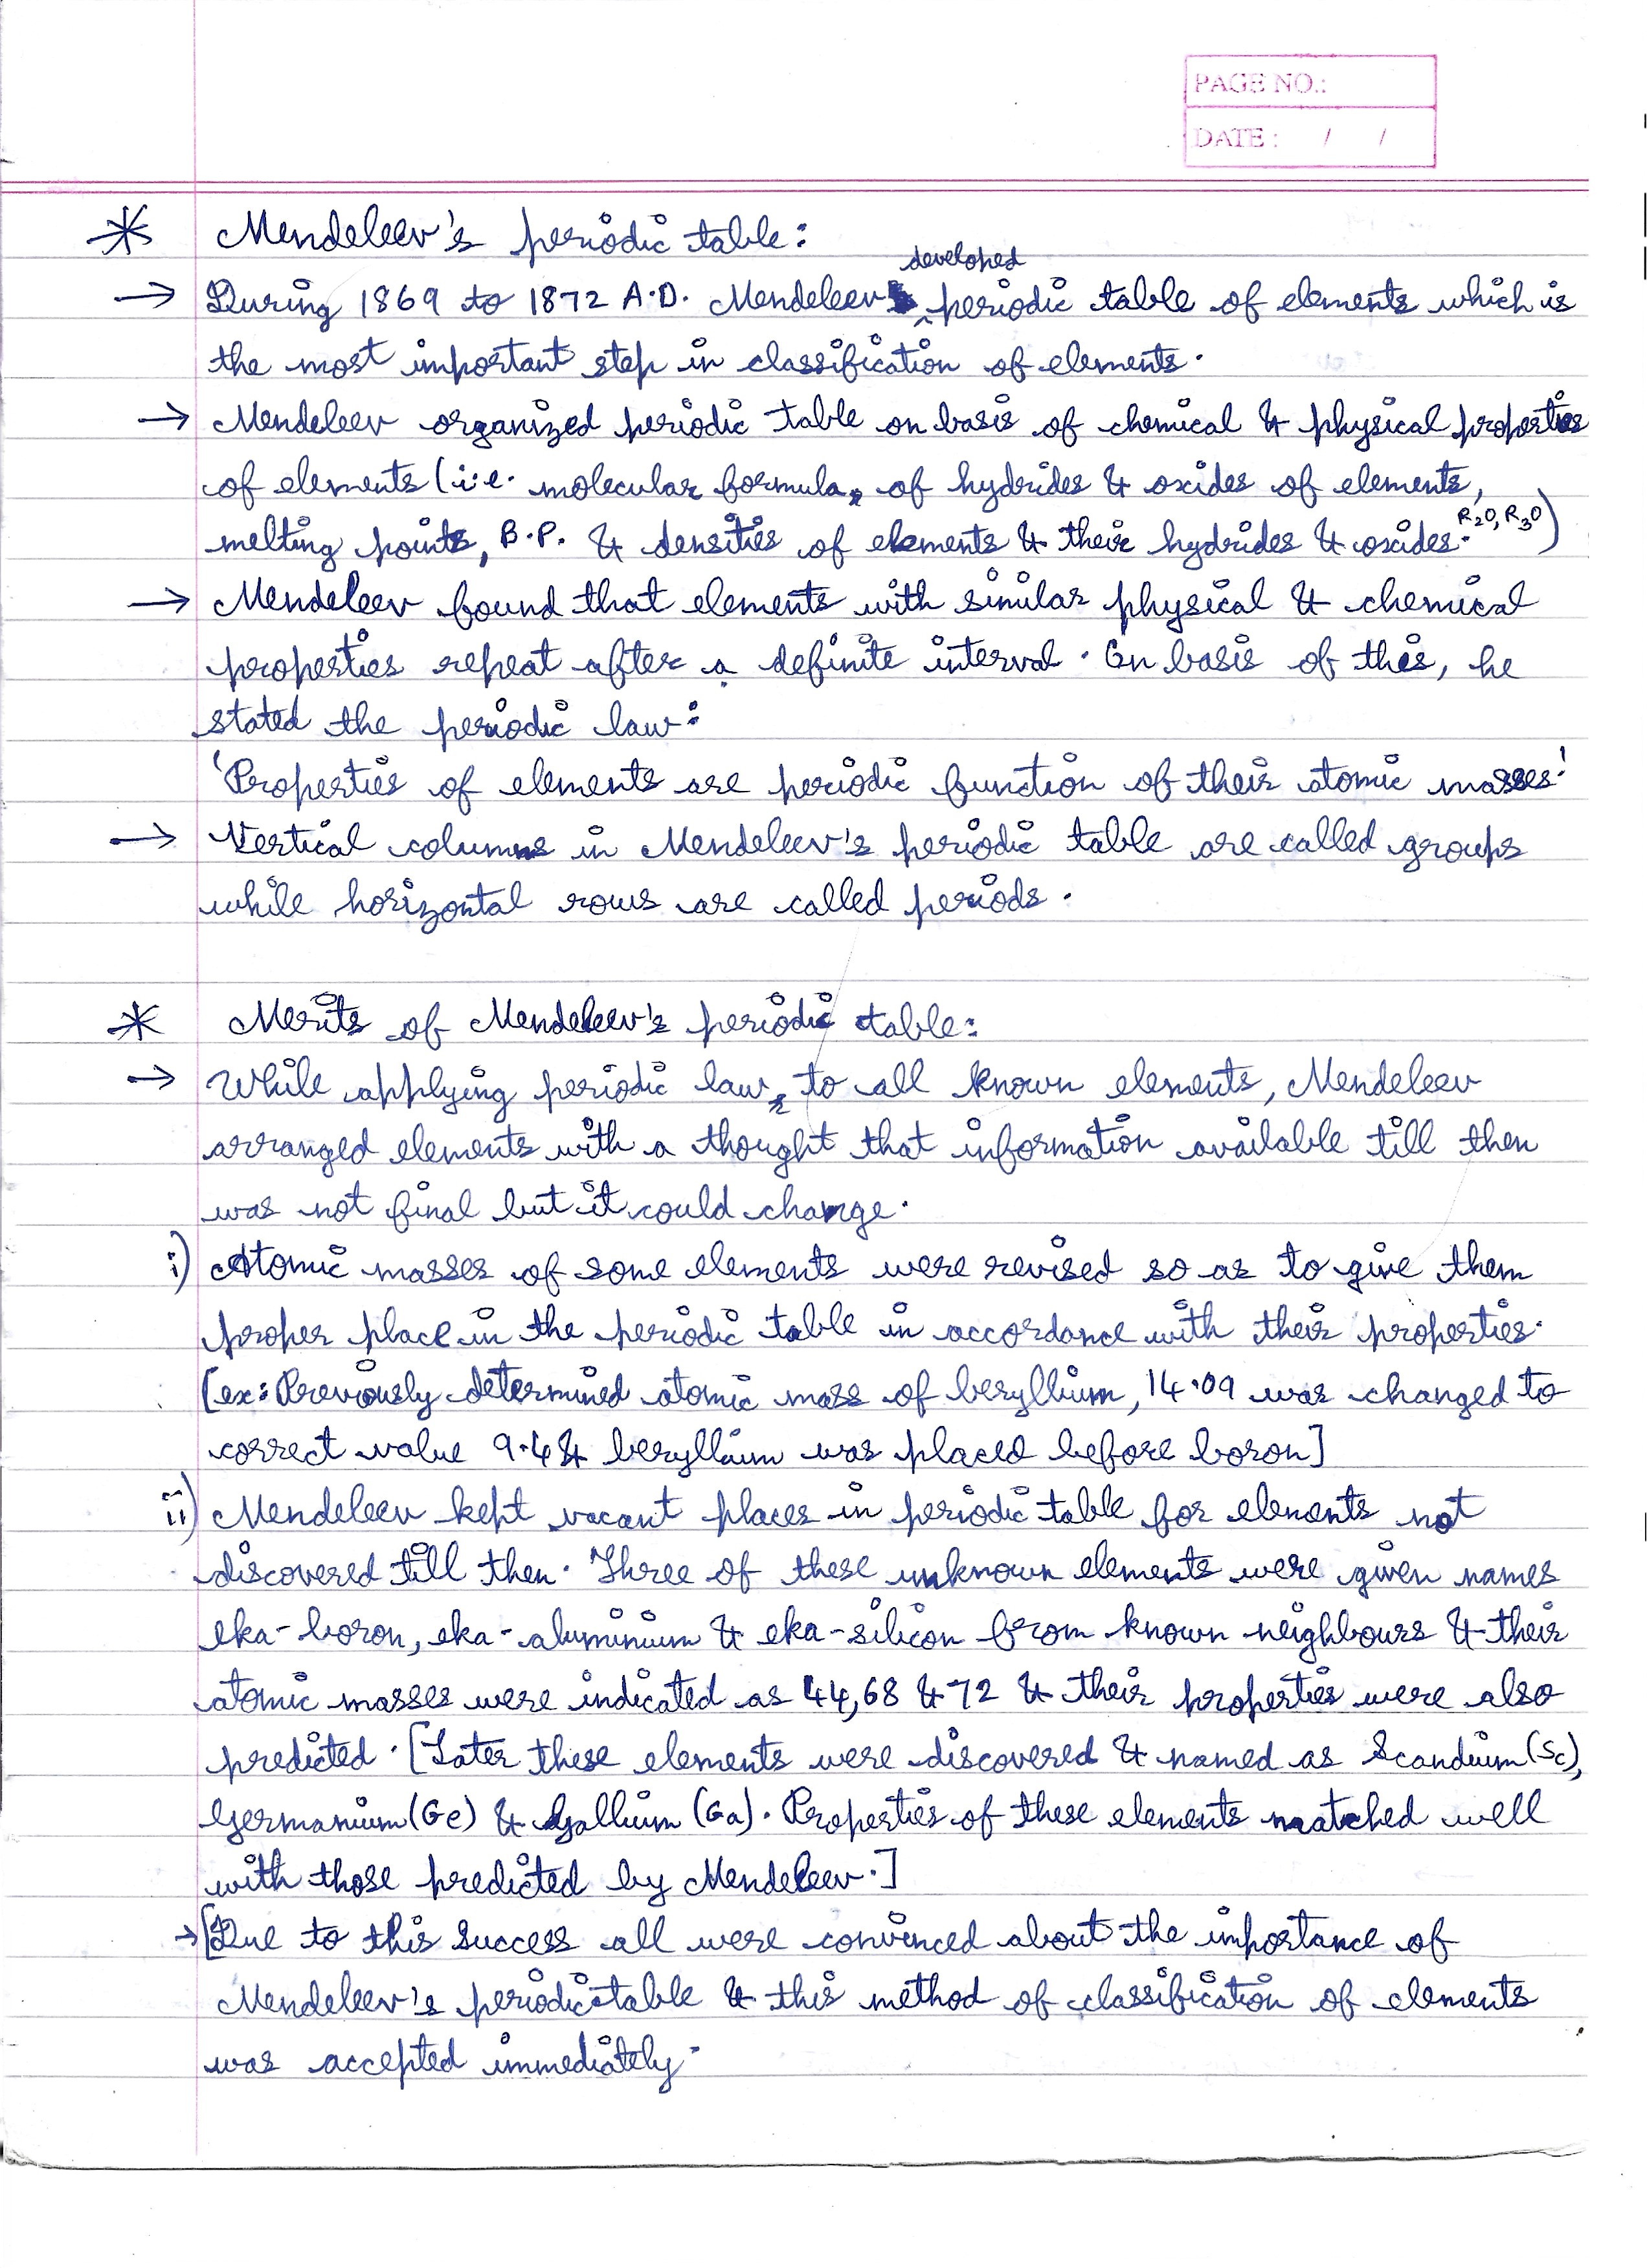 PAGE NO.:
DATE : / /
* Mendeleev's periodic table:
→ During 1869 to 1872 A.D. Mendeleev developed periodic table of elements which is
the most important step in classification of elements.
→ Mendeleev organized periodic table on basis of chemical & physical properties
of elements (i.e. molecular formula of hydrides & oxides of elements,
melting points, B.P. & densities of elements & their hydrides & oxides. R₂O, R₃O)
→ Mendeleev found that elements with similar physical & chemical
properties repeat after a definite interval. On basis of this, he
stated the periodic law:
'Properties of elements are periodic function of their atomic masses.'
→ Vertical columns in Mendeleev's periodic table are called groups
while horizontal rows are called periods.
* Merits of Mendeleev's periodic table:
→ While applying periodic law, to all known elements, Mendeleev
arranged elements with a thought that information available till then
was not final but it could change.
i) Atomic masses of some elements were revised so as to give them
proper place in the periodic table in accordance with their properties.
[ex: Previously determined atomic mass of beryllium, 14.09 was changed to
correct value 9.4 & beryllium was placed before boron]
ii) Mendeleev kept vacant places in periodic table for elements not
discovered till then. Three of these unknown elements were given names
eka-boron, eka-aluminium & eka-silicon from known neighbours & their
atomic masses were indicated as 44,68 & 72 & their properties were also
predicted. [Later these elements were discovered & named as Scandium (Sc),
Germanium (Ge) & Gallium (Ga). Properties of these elements matched well
with those predicted by Mendeleev.]
→ [Due to this success all were convinced about the importance of
Mendeleev's periodic table & this method of classification of elements
was accepted immediately.